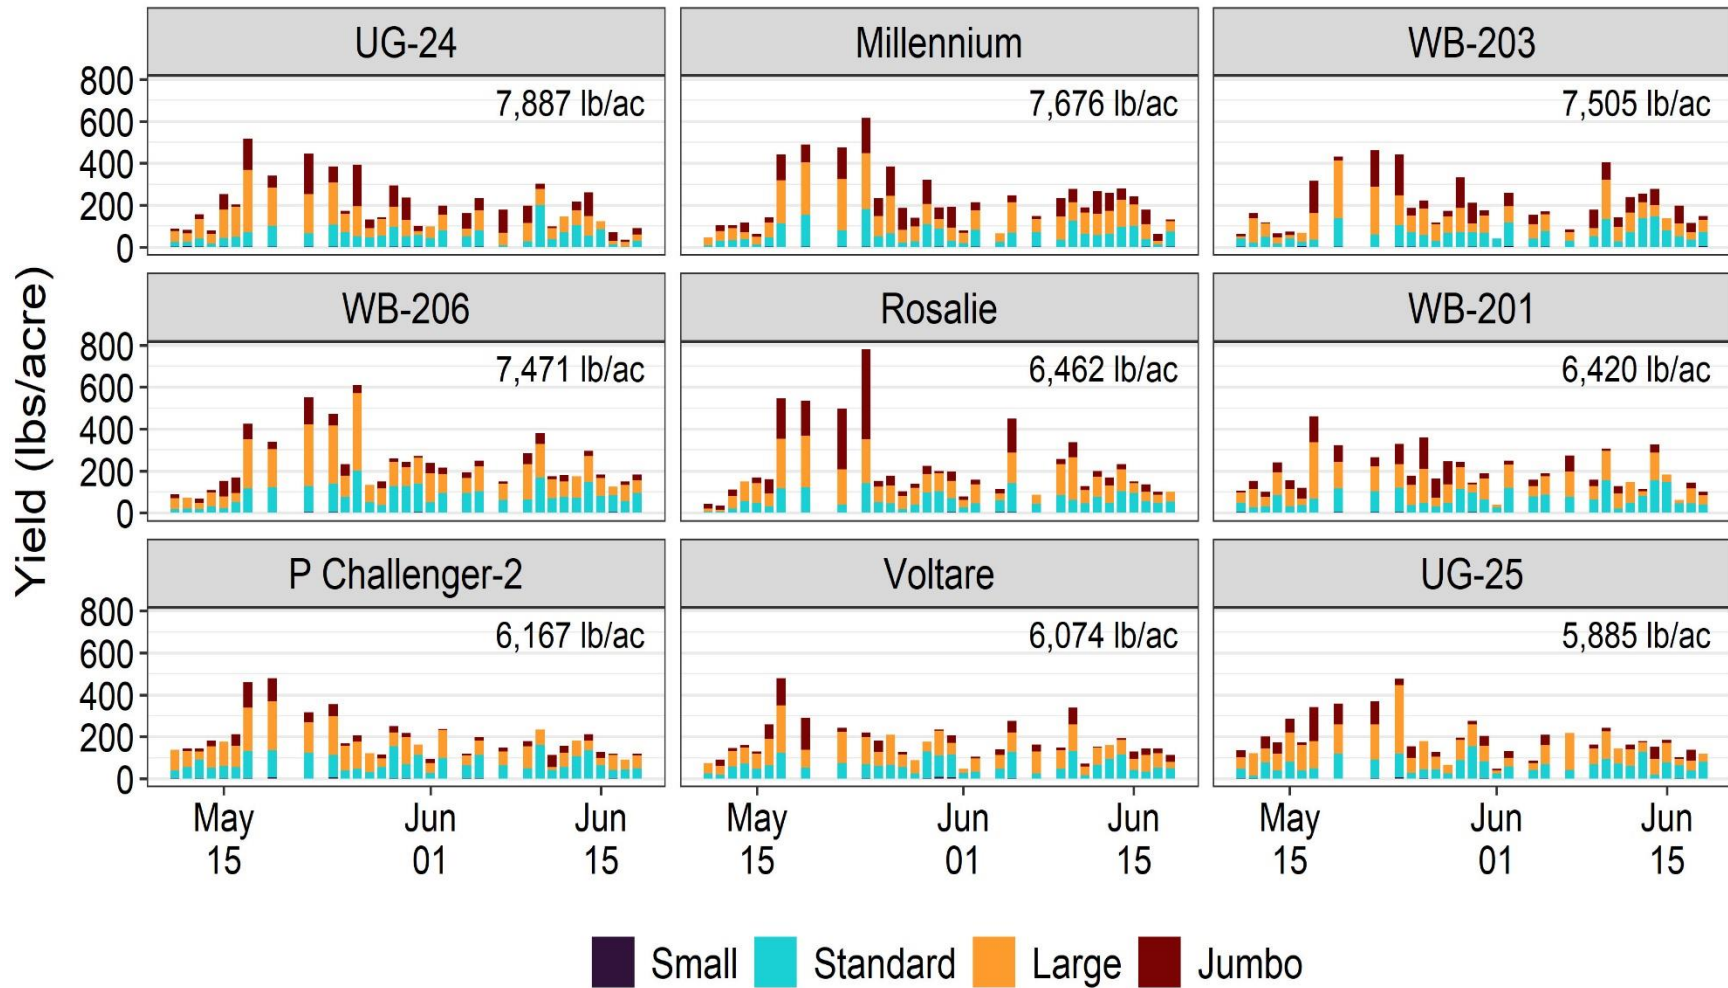 UG-24
Millennium
WB-203
800
600
400
200
0
7,887 lb/ac
7,676 lb/ac
7,505 lb/ac
WB-206
Rosalie
WB-201
800
600
400
200
0
7,471 lb/ac
6,462 lb/ac
6,420 lb/ac
Yield (lbs/acre)
P Challenger-2
Voltare
UG-25
800
600
400
200
0
6,167 lb/ac
6,074 lb/ac
5,885 lb/ac
May
15
Jun
01
Jun
15
May
15
Jun
01
Jun
15
May
15
Jun
01
Jun
15
Small
Standard
Large
Jumbo